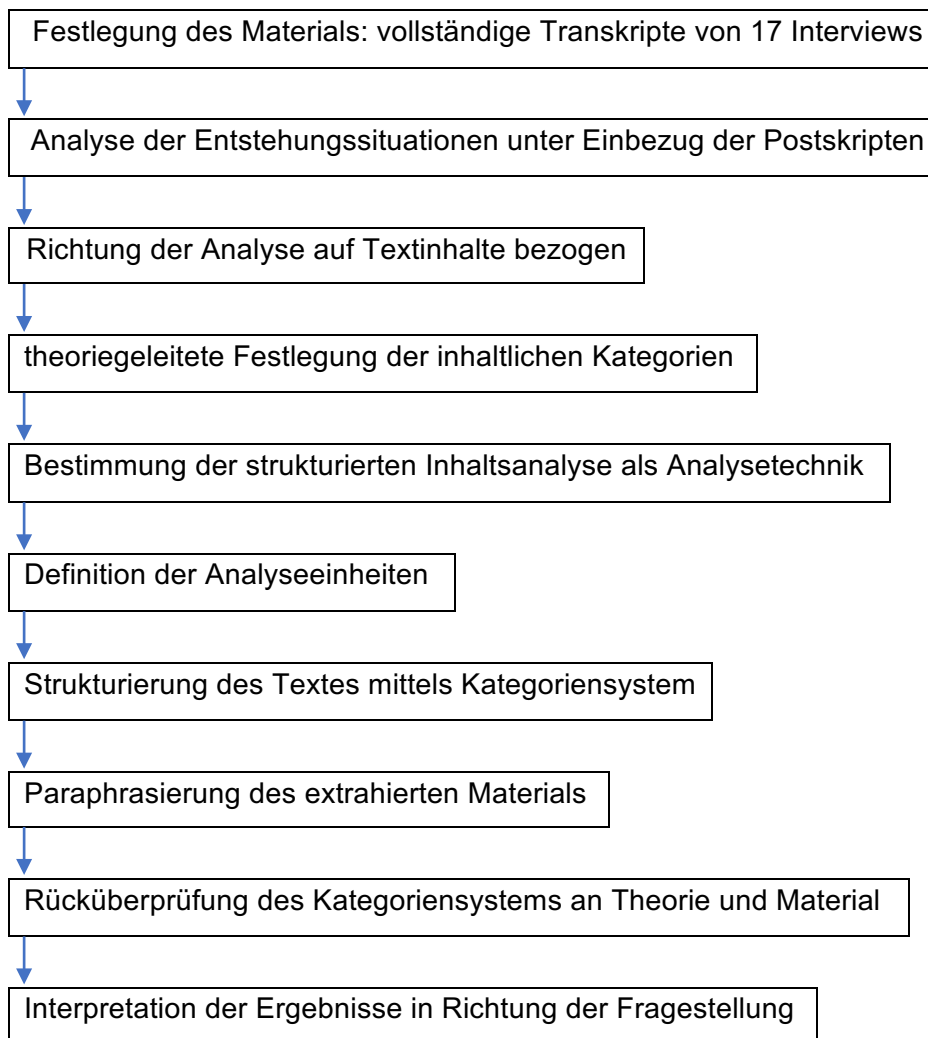 Festlegung des Materials: vollständige Transkripte von 17 Interviews
Analyse der Entstehungssituationen unter Einbezug der Postskripten
Richtung der Analyse auf Textinhalte bezogen
theoriegeleitete Festlegung der inhaltlichen Kategorien
Bestimmung der strukturierten Inhaltsanalyse als Analysetechnik
Definition der Analyseeinheiten
Strukturierung des Textes mittels Kategoriensystem
Paraphrasierung des extrahierten Materials
Rücküberprüfung des Kategoriensystems an Theorie und Material
Interpretation der Ergebnisse in Richtung der Fragestellung